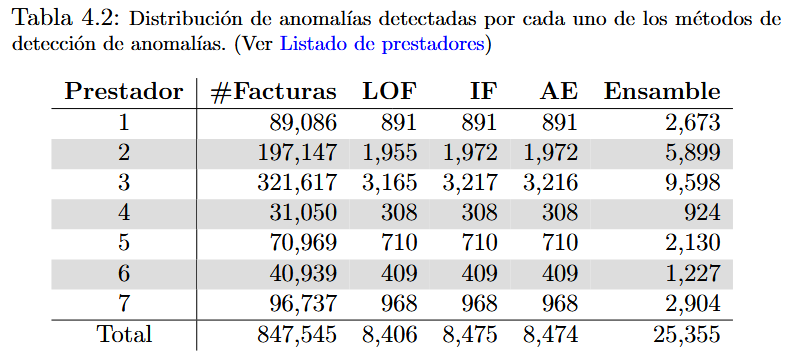 Tabla 4.2: Distribución de anomalías detectadas por cada uno de los métodos de
detección de anomalías. (Ver Listado de prestadores)
Prestador #Facturas LOF IF AE Ensamble
1 89,086 891 891 891 2,673
2 197,147 1,955 1,972 1,972 5,899
3 321,617 3,165 3,217 3,216 9,598
4 31,050 308 308 308 924
5 70,969 710 710 710 2,130
6 40,939 409 409 409 1,227
7 96,737 968 968 968 2,904
Total 847,545 8,406 8,475 8,474 25,355